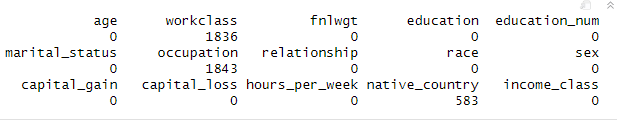 age workclass fnlwgt education education_num
0 1836 0 0 0
marital_status occupation relationship race sex
0 1843 0 0 0
capital_gain capital_loss hours_per_week native_country income_class
0 0 0 583 0